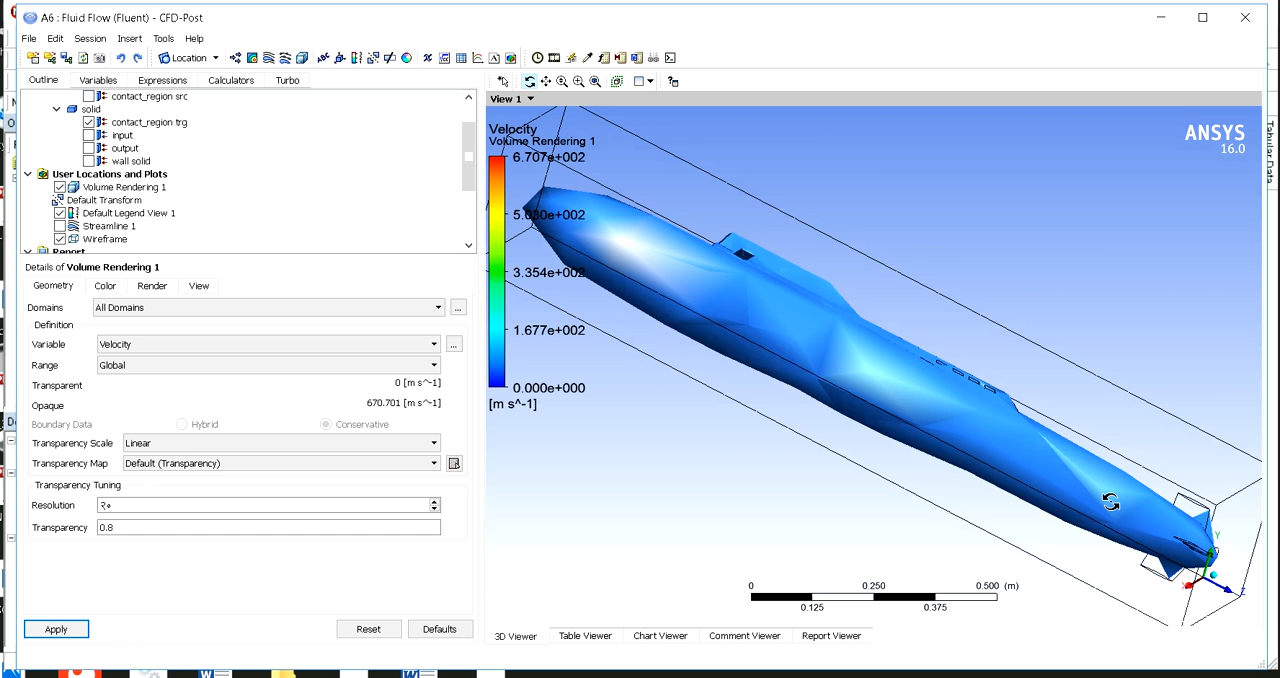 A6 : Fluid Flow (Fluent) - CFD-Post
File Edit Session Insert Tools Help
Location
Outline Variables Expressions Calculators Turbo
contact_region src
solid
contact_region trg
input
output
wall solid
User Locations and Plots
Volume Rendering 1
Default Transform
Default Legend View 1
Streamline 1
Wireframe
Report
Details of Volume Rendering 1
Geometry Color Render View
Domains All Domains ...
Definition
Variable Velocity ...
Range Global
Transparent 0 [m s^-1]
Opaque 670.701 [m s^-1]
Boundary Data Hybrid Conservative
Transparency Scale Linear
Transparency Map Default (Transparency)
Transparency Tuning
Resolution २०
Transparency 0.8
Apply Reset Defaults
View 1
Velocity
Volume Rendering 1
6.707e+002
5.030e+002
3.354e+002
1.677e+002
0.000e+000
[m s^-1]
ANSYS
16.0
Y
X
Z
0 0.250 0.500 (m)
0.125 0.375
3D Viewer Table Viewer Chart Viewer Comment Viewer Report Viewer
Tabular Data